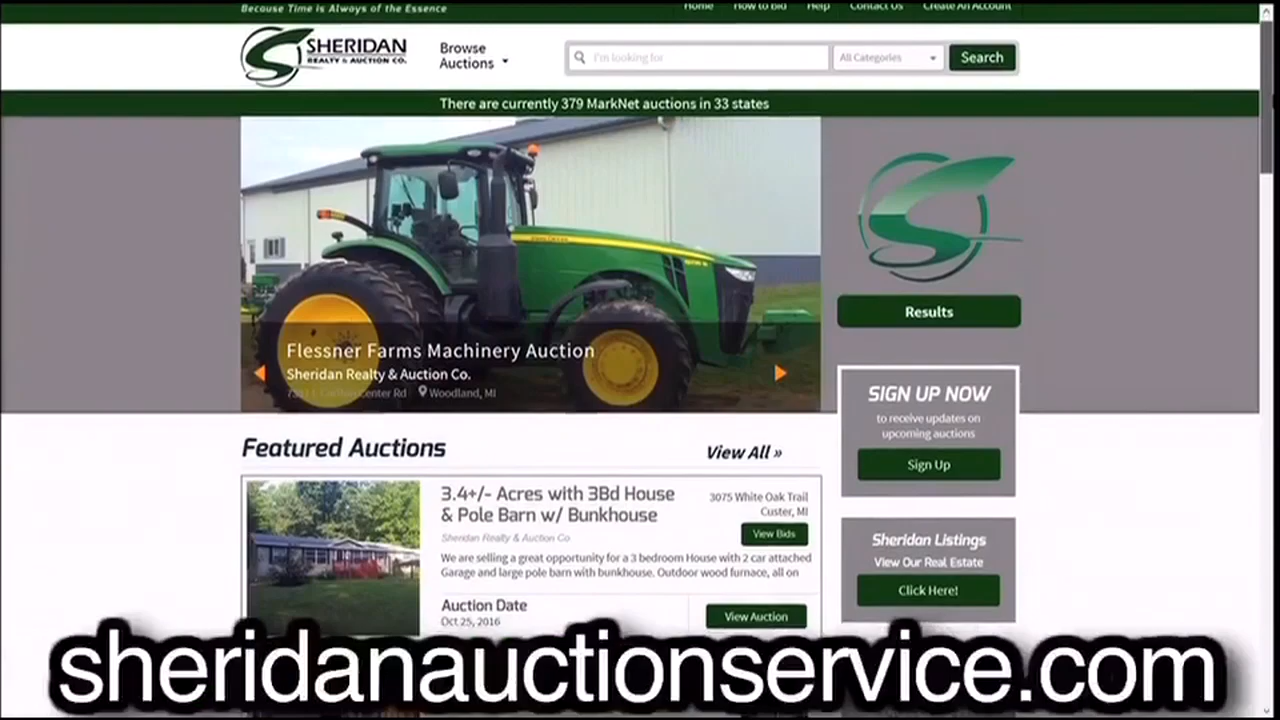 Because Time is Always of the Essence
Home How to Bid Help Contact Us Create An Account
SHERIDAN
REALTY & AUCTION CO.
Browse
Auctions
I'm looking for
All Categories
Search
There are currently 379 MarkNet auctions in 33 states
Flessner Farms Machinery Auction
Sheridan Realty & Auction Co.
Center Rd Woodland, MI
Results
SIGN UP NOW
to receive updates on
upcoming auctions
Sign Up
Featured Auctions
View All »
3.4+/- Acres with 3Bd House
& Pole Barn w/ Bunkhouse
3075 White Oak Trail
Custer, MI
Sheridan Realty & Auction Co
View Bids
We are selling a great opportunity for a 3 bedroom House with 2 car attached
Garage and large pole barn with bunkhouse. Outdoor wood furnace, all on
Auction Date
Oct 25, 2016
View Auction
Sheridan Listings
View Our Real Estate
Click Here!
sheridanauctionservice.com